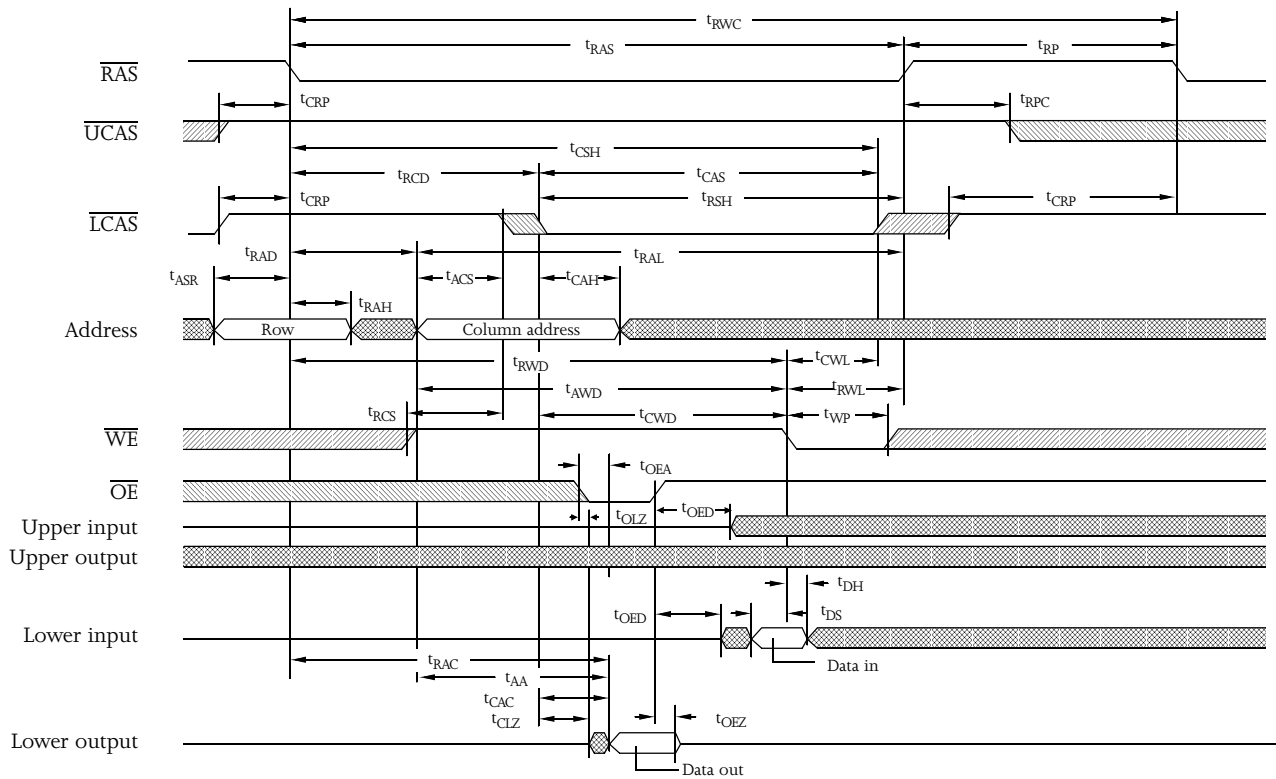 tRWC
tRAS tRP
RAS
tCRP tRPC
UCAS
tCSH
tRCD tCAS
tCRP tRSH tCRP
LCAS
tRAD tRAL
tASR tACS tCAH
tRAH
Address Row Column address
tRWD tCWL
tAWD tRWL
tRCS tCWD tWP
WE
tOEA
OE
tOLZ tOED
Upper input
Upper output
tDH
tOED tDS
Lower input
Data in
tRAC
tAA
tCAC
tCLZ tOEZ
Lower output
Data out